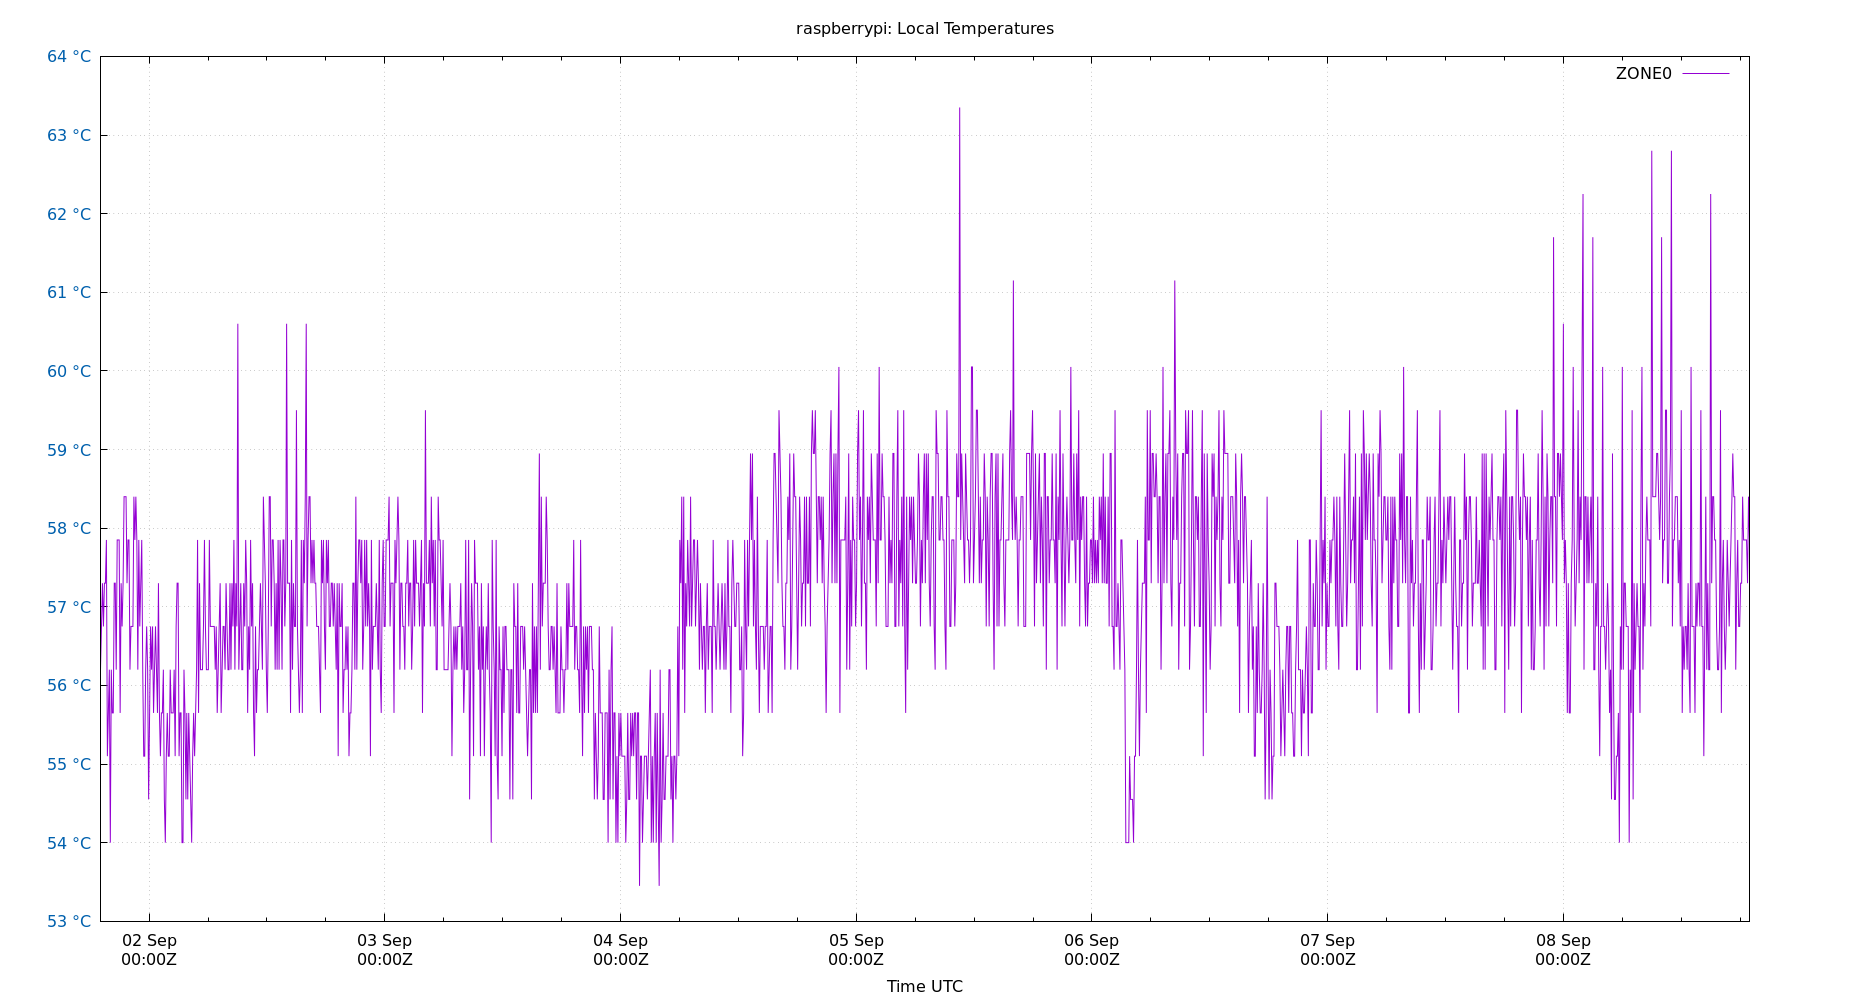 raspberrypi: Local Temperatures
64 °C
63 °C
62 °C
61 °C
60 °C
59 °C
58 °C
57 °C
56 °C
55 °C
54 °C
53 °C
ZONE0
02 Sep 03 Sep 04 Sep 05 Sep 06 Sep 07 Sep 08 Sep
00:00Z 00:00Z 00:00Z 00:00Z 00:00Z 00:00Z 00:00Z
Time UTC